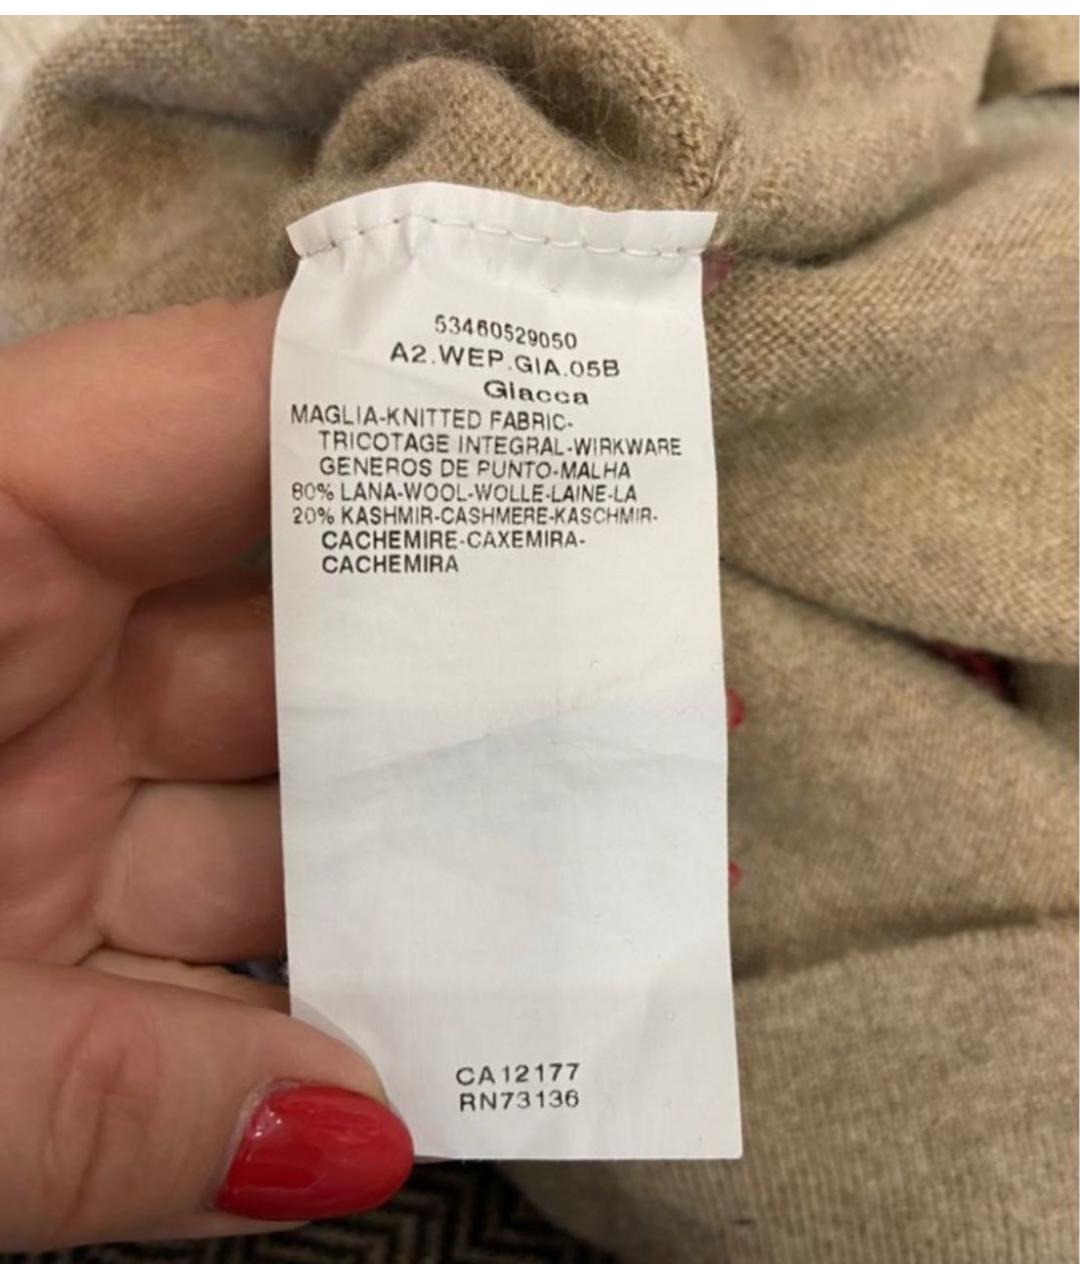 53460529050
A2.WEP.GIA.05B
Giacca
MAGLIA-KNITTED FABRIC-
TRICOTAGE INTEGRAL-WIRKWARE
GENEROS DE PUNTO-MALHA
80% LANA-WOOL-WOLLE-LAINE-LA
20% KASHMIR-CASHMERE-KASCHMIR-
CACHEMIRE-CAXEMIRA-
CACHEMIRA
CA12177
RN73136